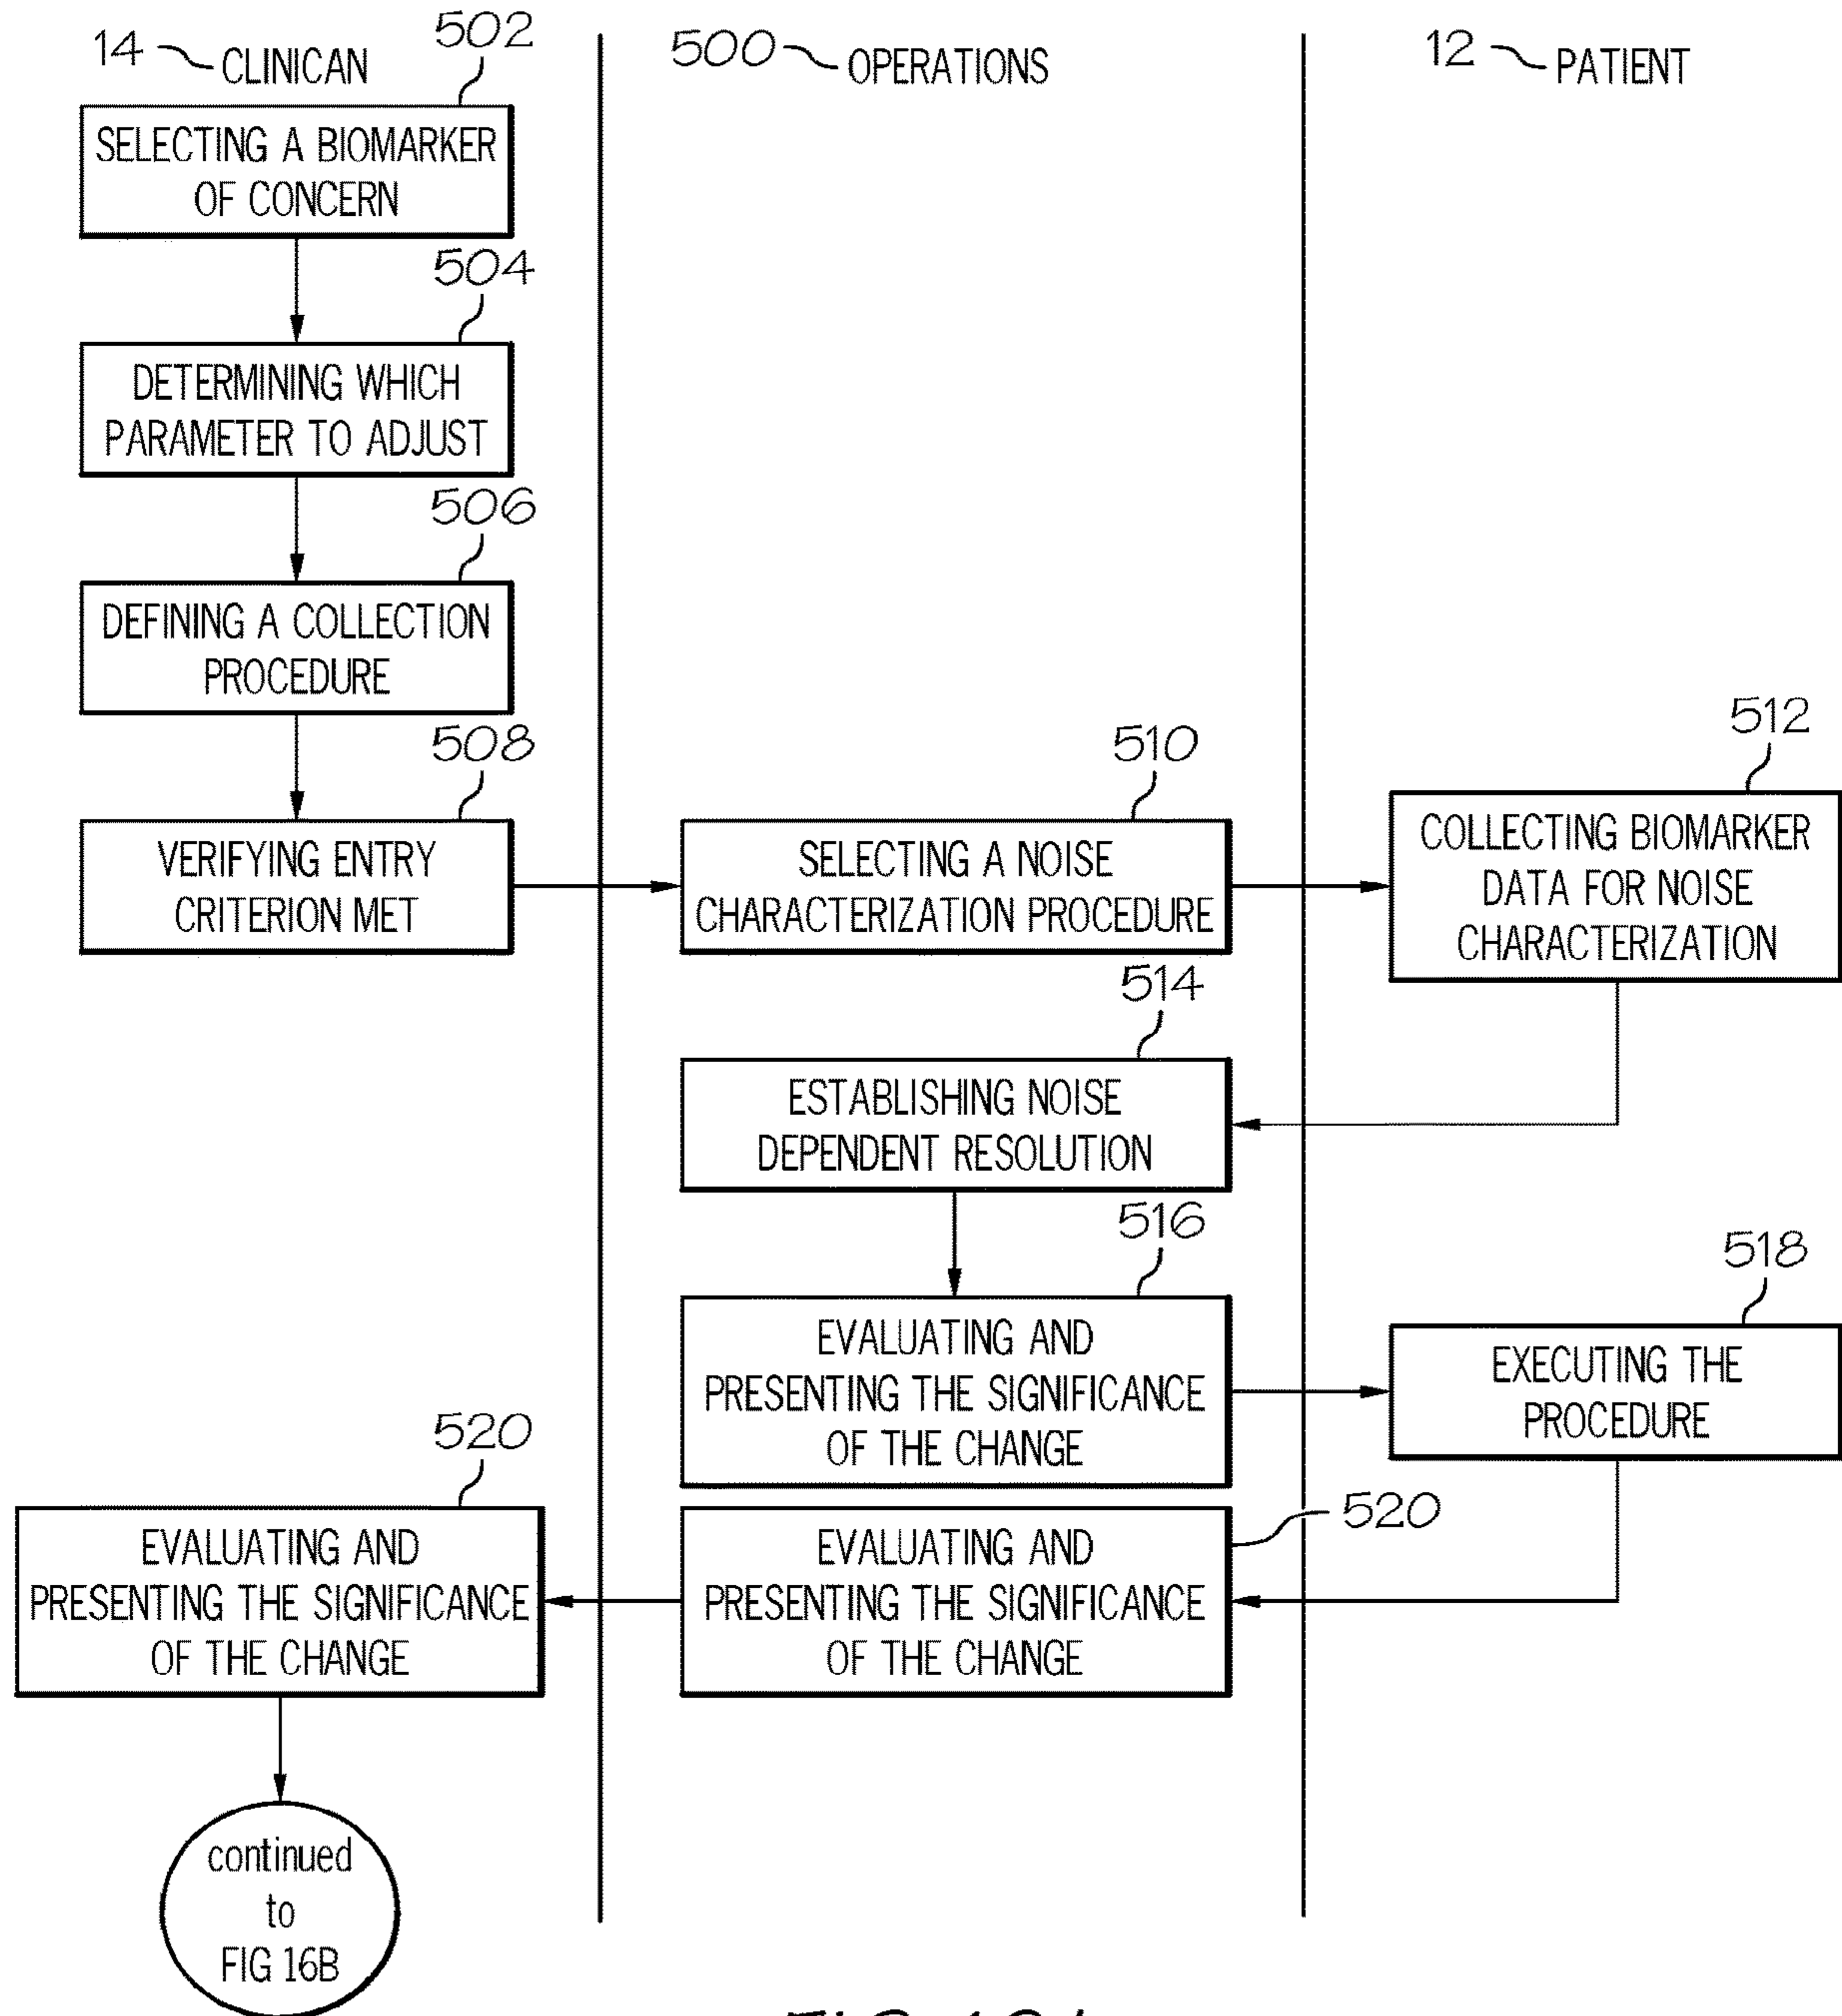 14 CLINICAN
502
500 OPERATIONS
12 PATIENT
SELECTING A BIOMARKER
OF CONCERN
504
DETERMINING WHICH
PARAMETER TO ADJUST
506
DEFINING A COLLECTION
PROCEDURE
508
VERIFYING ENTRY
CRITERION MET
510
SELECTING A NOISE
CHARACTERIZATION PROCEDURE
512
COLLECTING BIOMARKER
DATA FOR NOISE
CHARACTERIZATION
514
ESTABLISHING NOISE
DEPENDENT RESOLUTION
516
EVALUATING AND
PRESENTING THE SIGNIFICANCE
OF THE CHANGE
518
EXECUTING THE
PROCEDURE
520
EVALUATING AND
PRESENTING THE SIGNIFICANCE
OF THE CHANGE
520
EVALUATING AND
PRESENTING THE SIGNIFICANCE
OF THE CHANGE
continued
to
FIG 16B